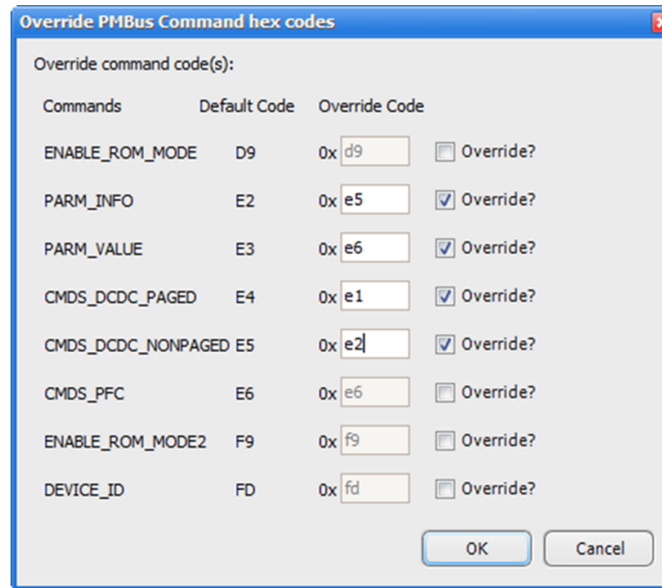 Override PMBus Command hex codes
Override command code(s):
Commands Default Code Override Code
ENABLE_ROM_MODE D9 0x d9 Override?
PARM_INFO E2 0x e5 Override?
PARM_VALUE E3 0x e6 Override?
CMDS_DCDC_PAGED E4 0x e1 Override?
CMDS_DCDC_NONPAGED E5 0x e2 Override?
CMDS_PFC E6 0x e6 Override?
ENABLE_ROM_MODE2 F9 0x f9 Override?
DEVICE_ID FD 0x fd Override?
OK Cancel